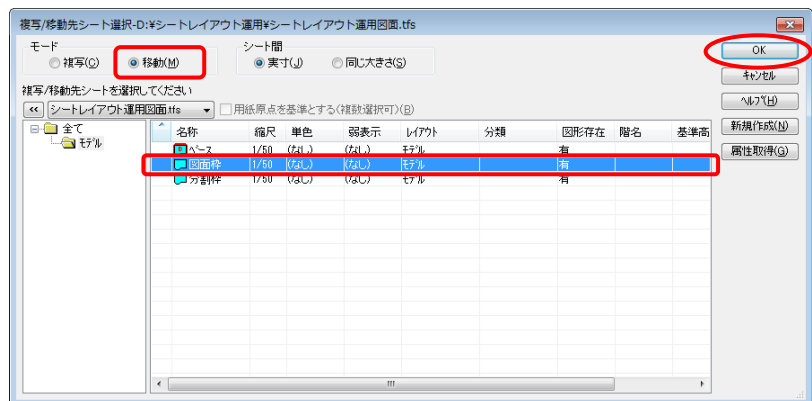 複写/移動先シート選択-D:¥シートレイアウト運用¥シートレイアウト運用図面.tfs
モード
複写(C)
移動(M)
シート間
実寸(J)
同じ大きさ(S)
OK
キャンセル
ヘルプ(H)
新規作成(N)
属性取得(G)
複写/移動先シートを選択してください
<<
シートレイアウト運用図面.tfs
用紙原点を基準とする(複数選択可)(B)
全て
モデル
名称 縮尺 単色 弱表示 レイアウト 分類 図形存在 階名 基準高
ベース 1/50 (なし) (なし) モデル 有
図面枠 1/50 (なし) (なし) モデル 有
分割枠 1/50 (なし) (なし) モデル 有